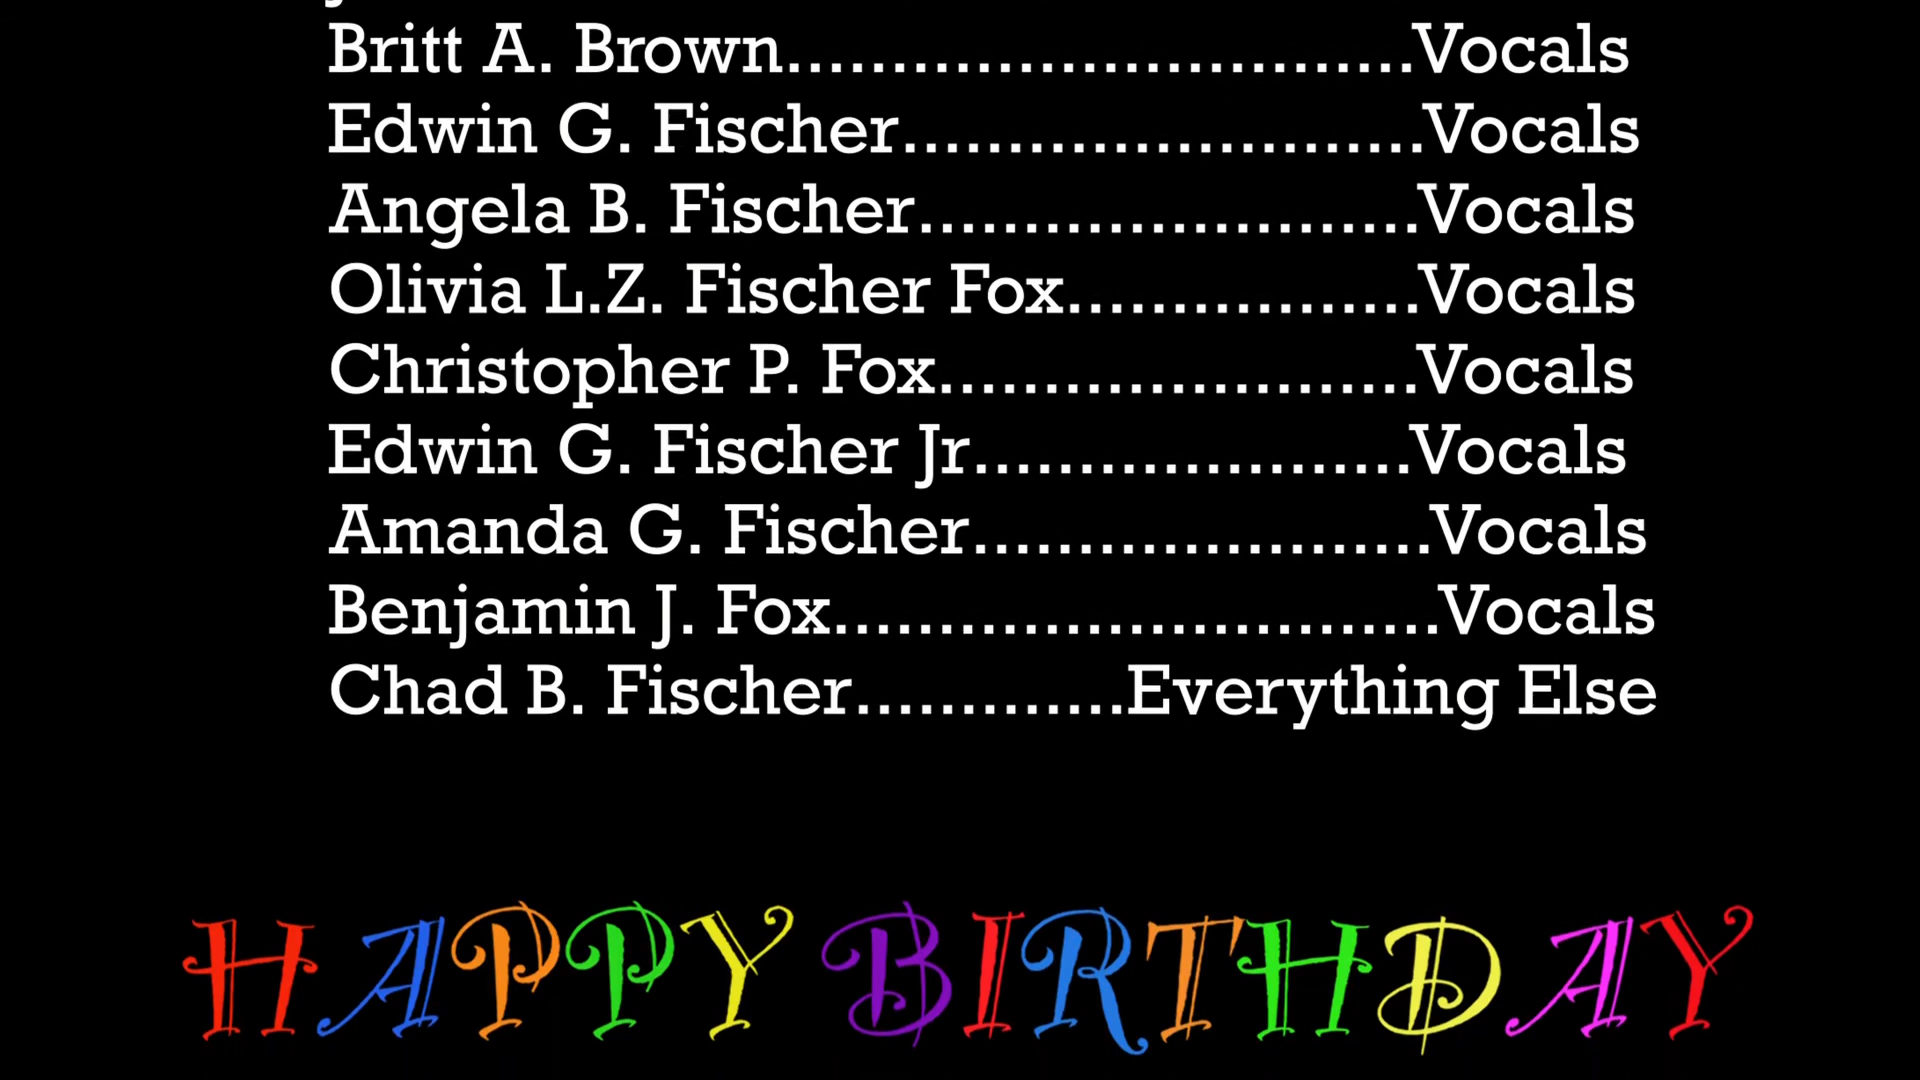 Britt A. Brown..............................Vocals
Edwin G. Fischer.........................Vocals
Angela B. Fischer........................Vocals
Olivia L.Z. Fischer Fox.................Vocals
Christopher P. Fox.......................Vocals
Edwin G. Fischer Jr.....................Vocals
Amanda G. Fischer......................Vocals
Benjamin J. Fox.............................Vocals
Chad B. Fischer.............Everything Else
HAPPY BIRTHDAY